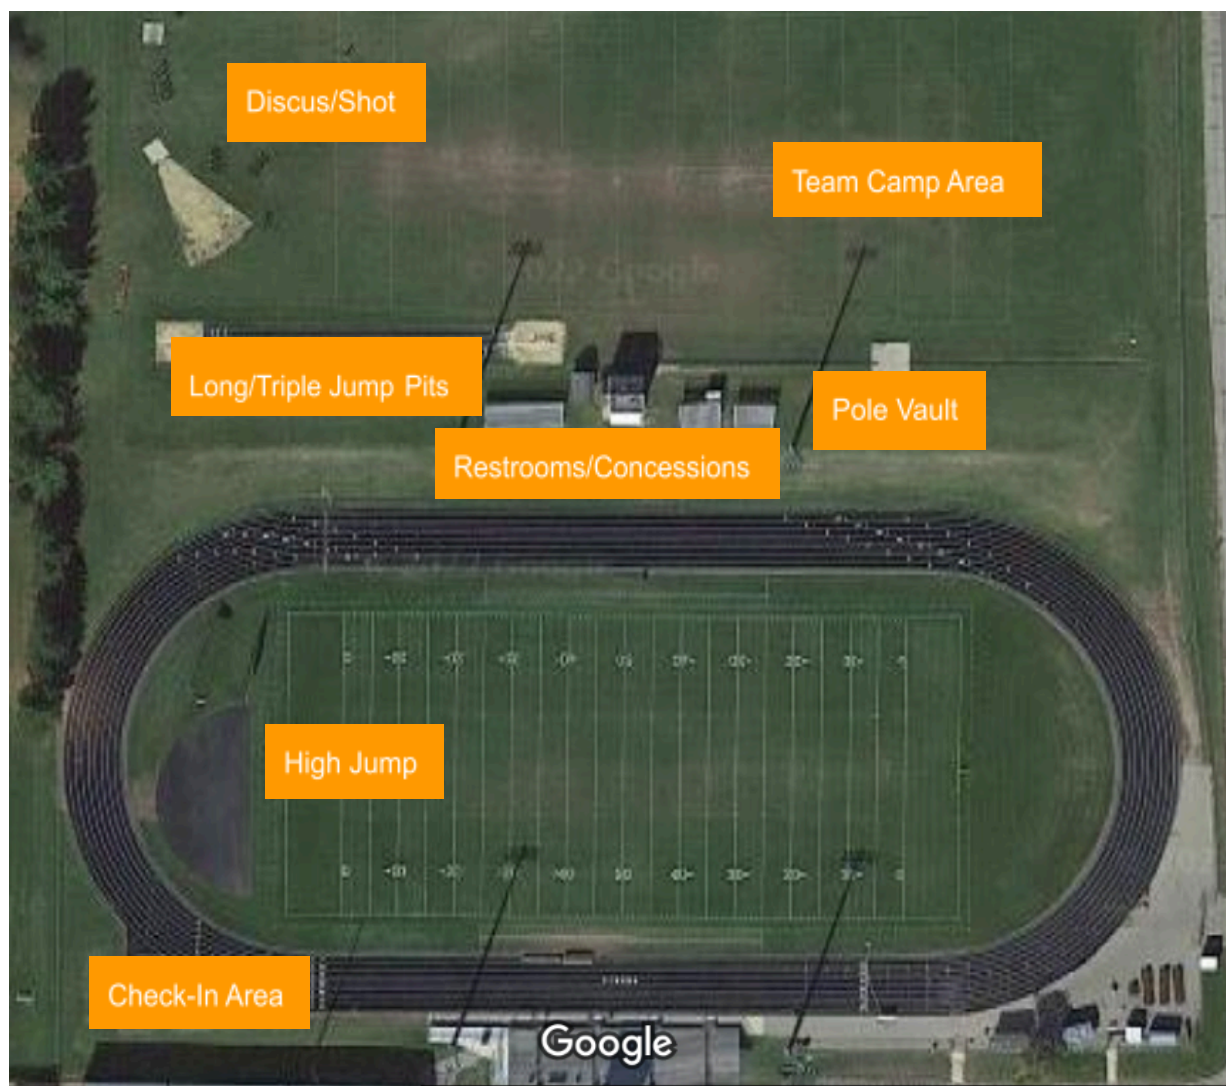 Discus/Shot
Team Camp Area
Long/Triple Jump Pits
Pole Vault
Restrooms/Concessions
High Jump
Check-In Area
Google